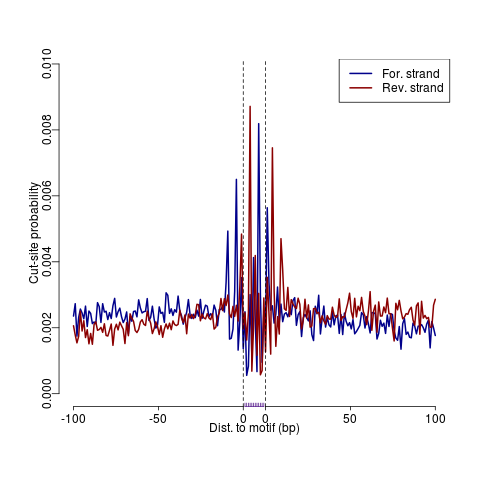 For. strand
Rev. strand
Cut-site probability
0.010
0.008
0.006
0.004
0.002
0.000
-100 -50 0 0 50 100
Dist. to motif (bp)